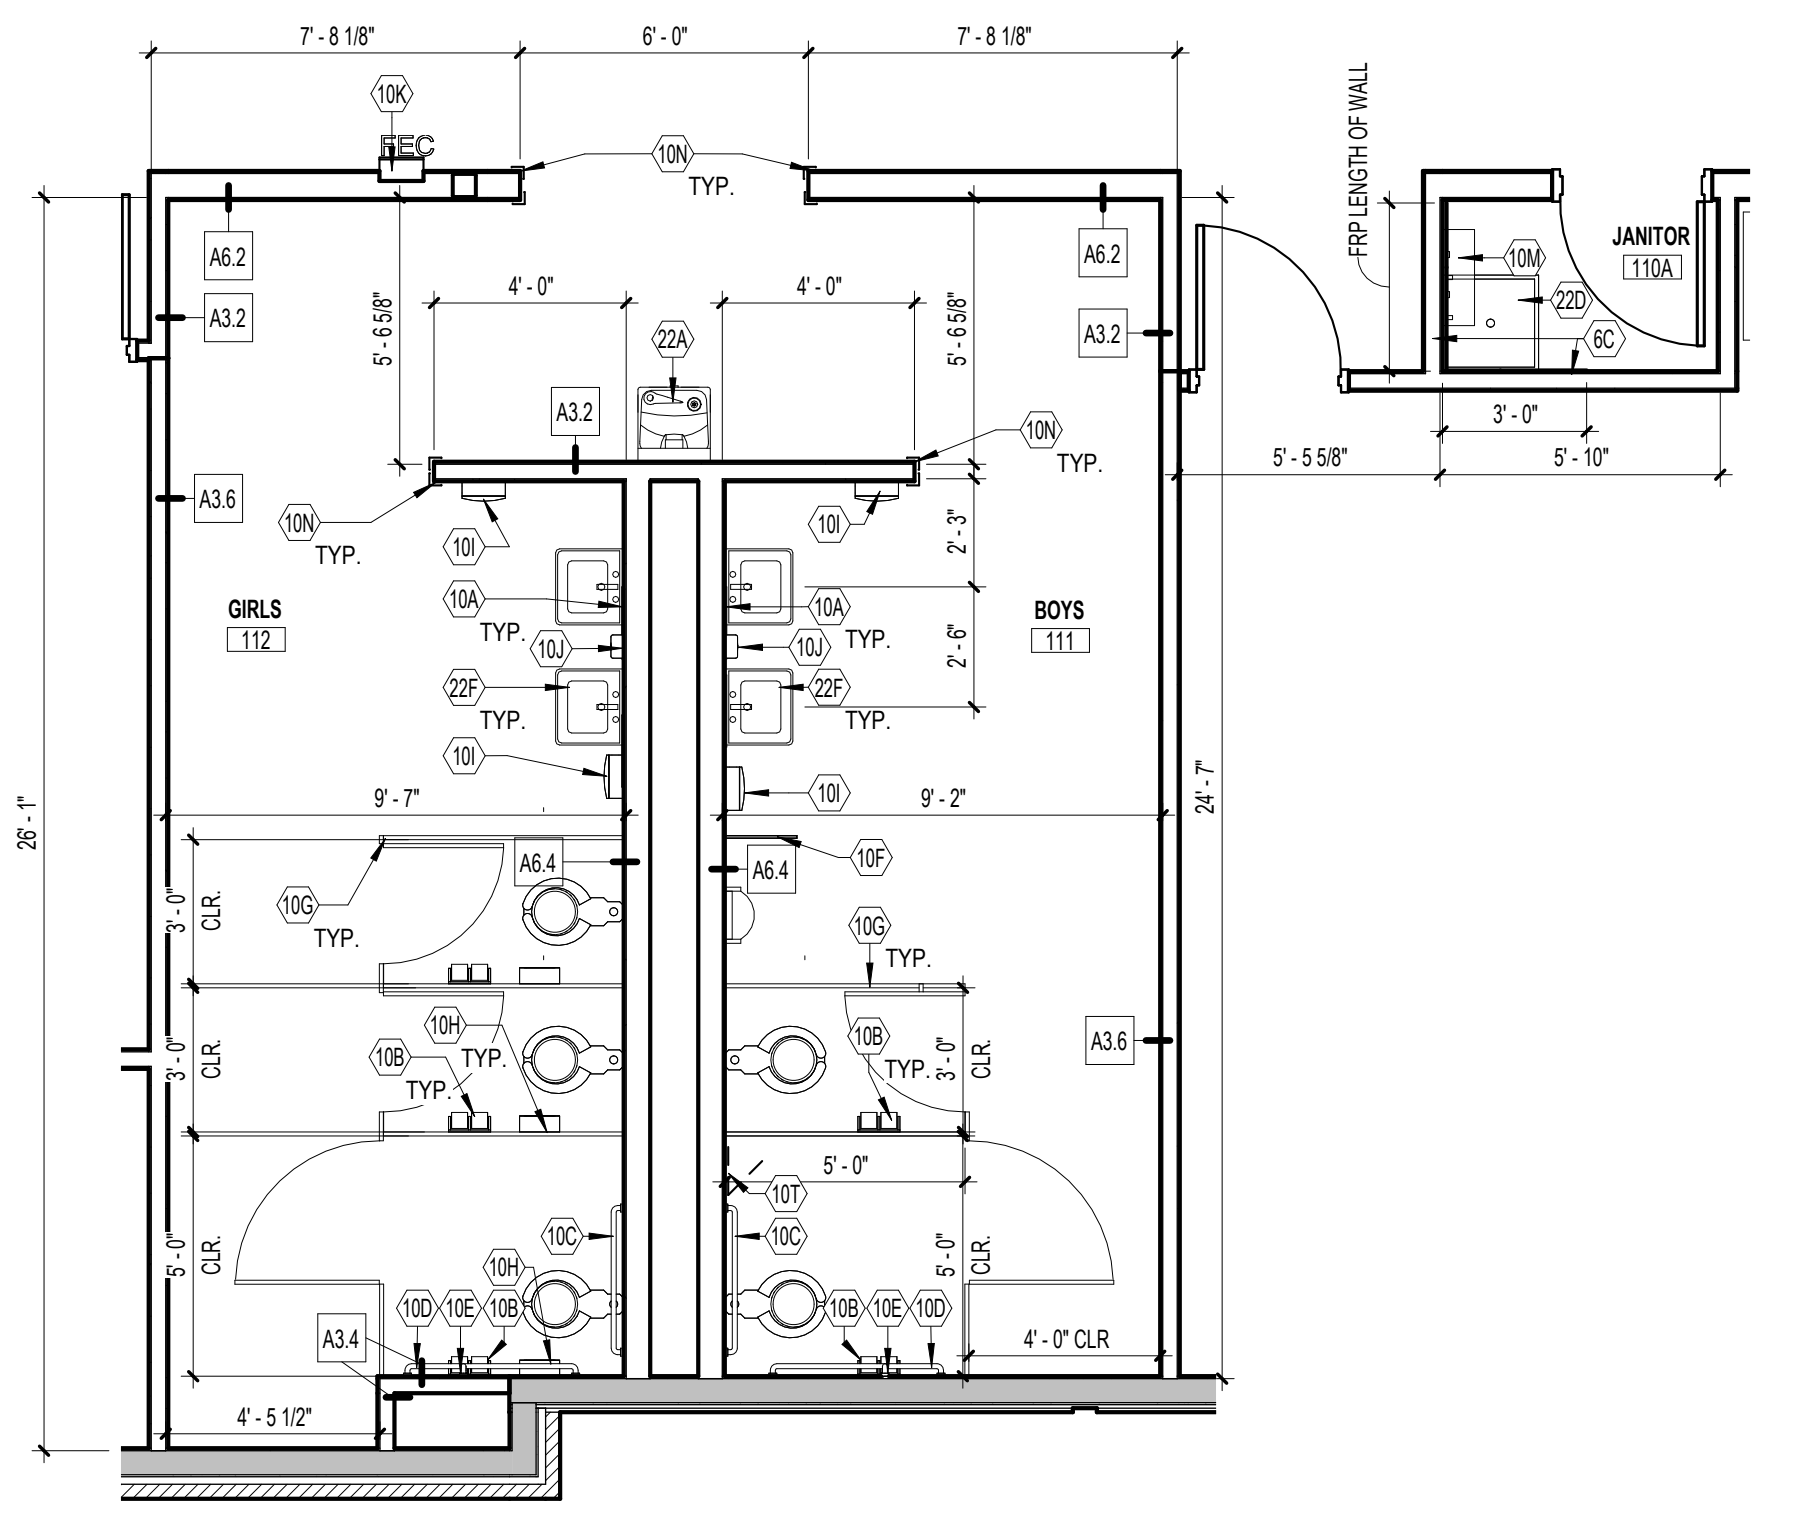 7' - 8 1/8"
6' - 0"
7' - 8 1/8"
10K
FEC
10N
TYP.
FRP LENGTH OF WALL
JANITOR
110A
10M
22D
6C
A6.2
A6.2
A3.2
A3.2
4' - 0"
4' - 0"
5' - 6 5/8"
5' - 6 5/8"
22A
A3.2
10N
TYP.
3' - 0"
5' - 5 5/8"
5' - 10"
A3.6
10N
TYP.
10I
10I
2' - 3"
GIRLS
112
10A
TYP.
10A
TYP.
BOYS
111
10J
10J
2' - 6"
22F
TYP.
22F
TYP.
10I
10I
26' - 1"
24' - 7"
9' - 7"
9' - 2"
A6.4
A6.4
10F
10G
TYP.
3' - 0"
CLR.
10G
TYP.
10H
TYP.
10B
TYP.
3' - 0"
CLR.
10B
TYP.
3' - 0"
CLR.
A3.6
5' - 0"
10T
10C
10C
5' - 0"
CLR.
5' - 0"
CLR.
10H
10D
10E
10B
10B
10E
10D
A3.4
4' - 0" CLR
4' - 5 1/2"